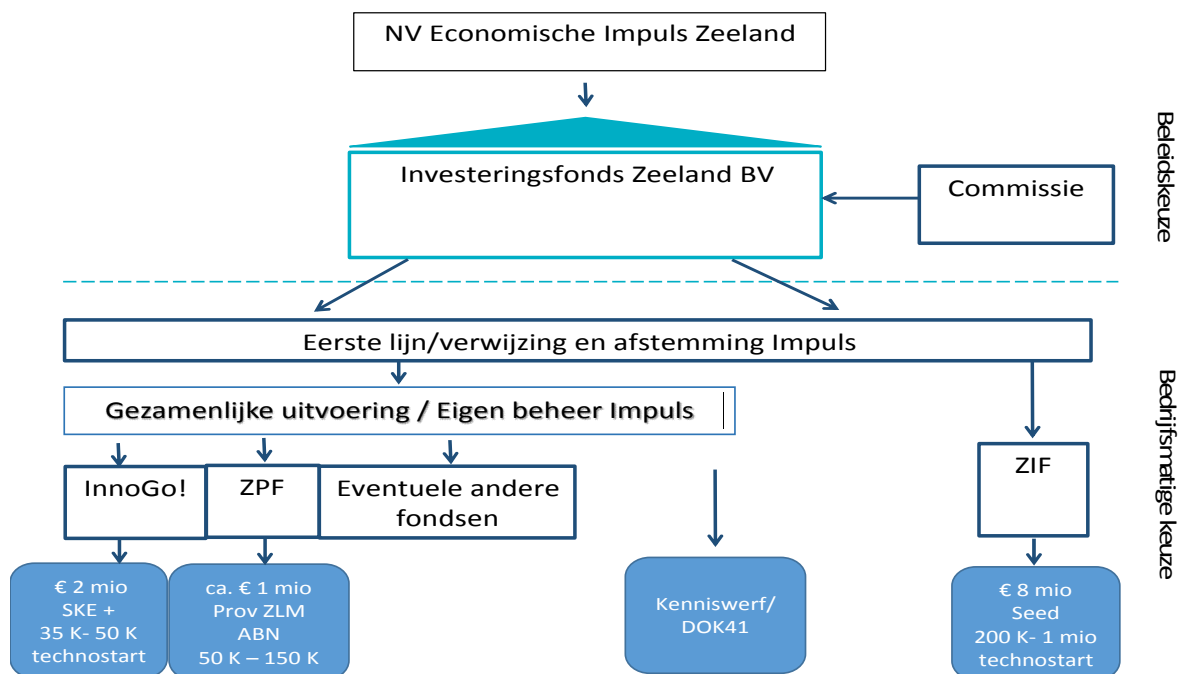 NV Economische Impuls Zeeland
Investeringsfonds Zeeland BV
Commissie
Beleidskeuze
Eerste lijn/verwijzing en afstemming Impuls
Gezamenlijke uitvoering / Eigen beheer Impuls
Bedrijfsmatige keuze
InnoGo!
ZPF
Eventuele andere
fondsen
ZIF
€ 2 mio
SKE +
35 K- 50 K
technostart
ca. € 1 mio
Prov ZLM
ABN
50 K – 150 K
Kenniswerf/
DOK41
€ 8 mio
Seed
200 K- 1 mio
technostart